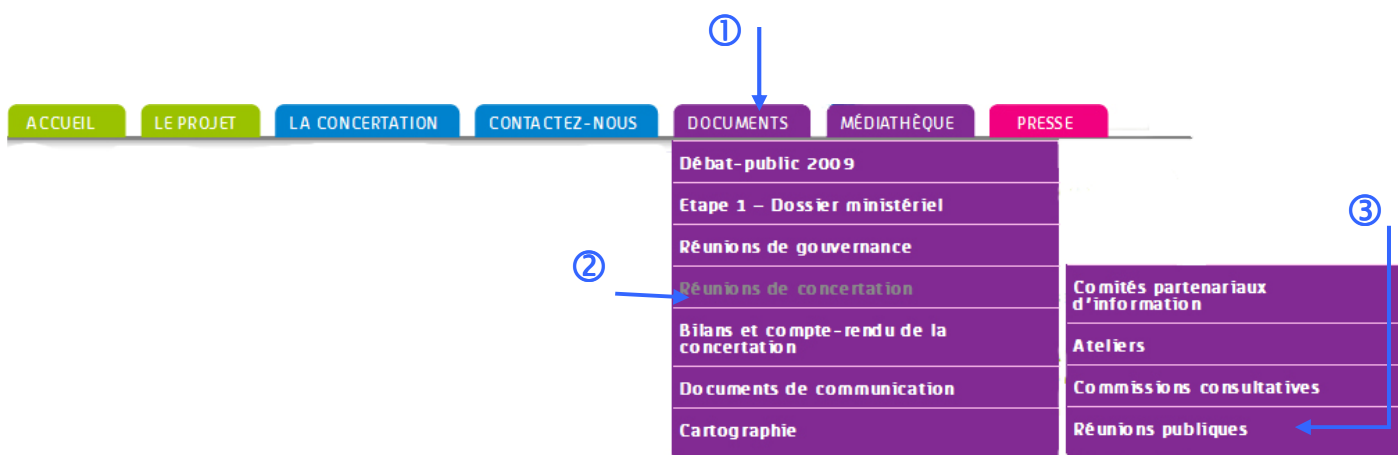 ①
ACCUEIL LE PROJET LA CONCERTATION CONTACTEZ-NOUS DOCUMENTS MÉDIATHÈQUE PRESSE
Débat-public 2009
Etape 1 – Dossier ministériel
Réunions de gouvernance
②
Réunions de concertation
Bilans et compte-rendu de la
concertation
Documents de communication
Cartographie
③
Comités partenariaux
d'information
Ateliers
Commissions consultatives
Réunions publiques